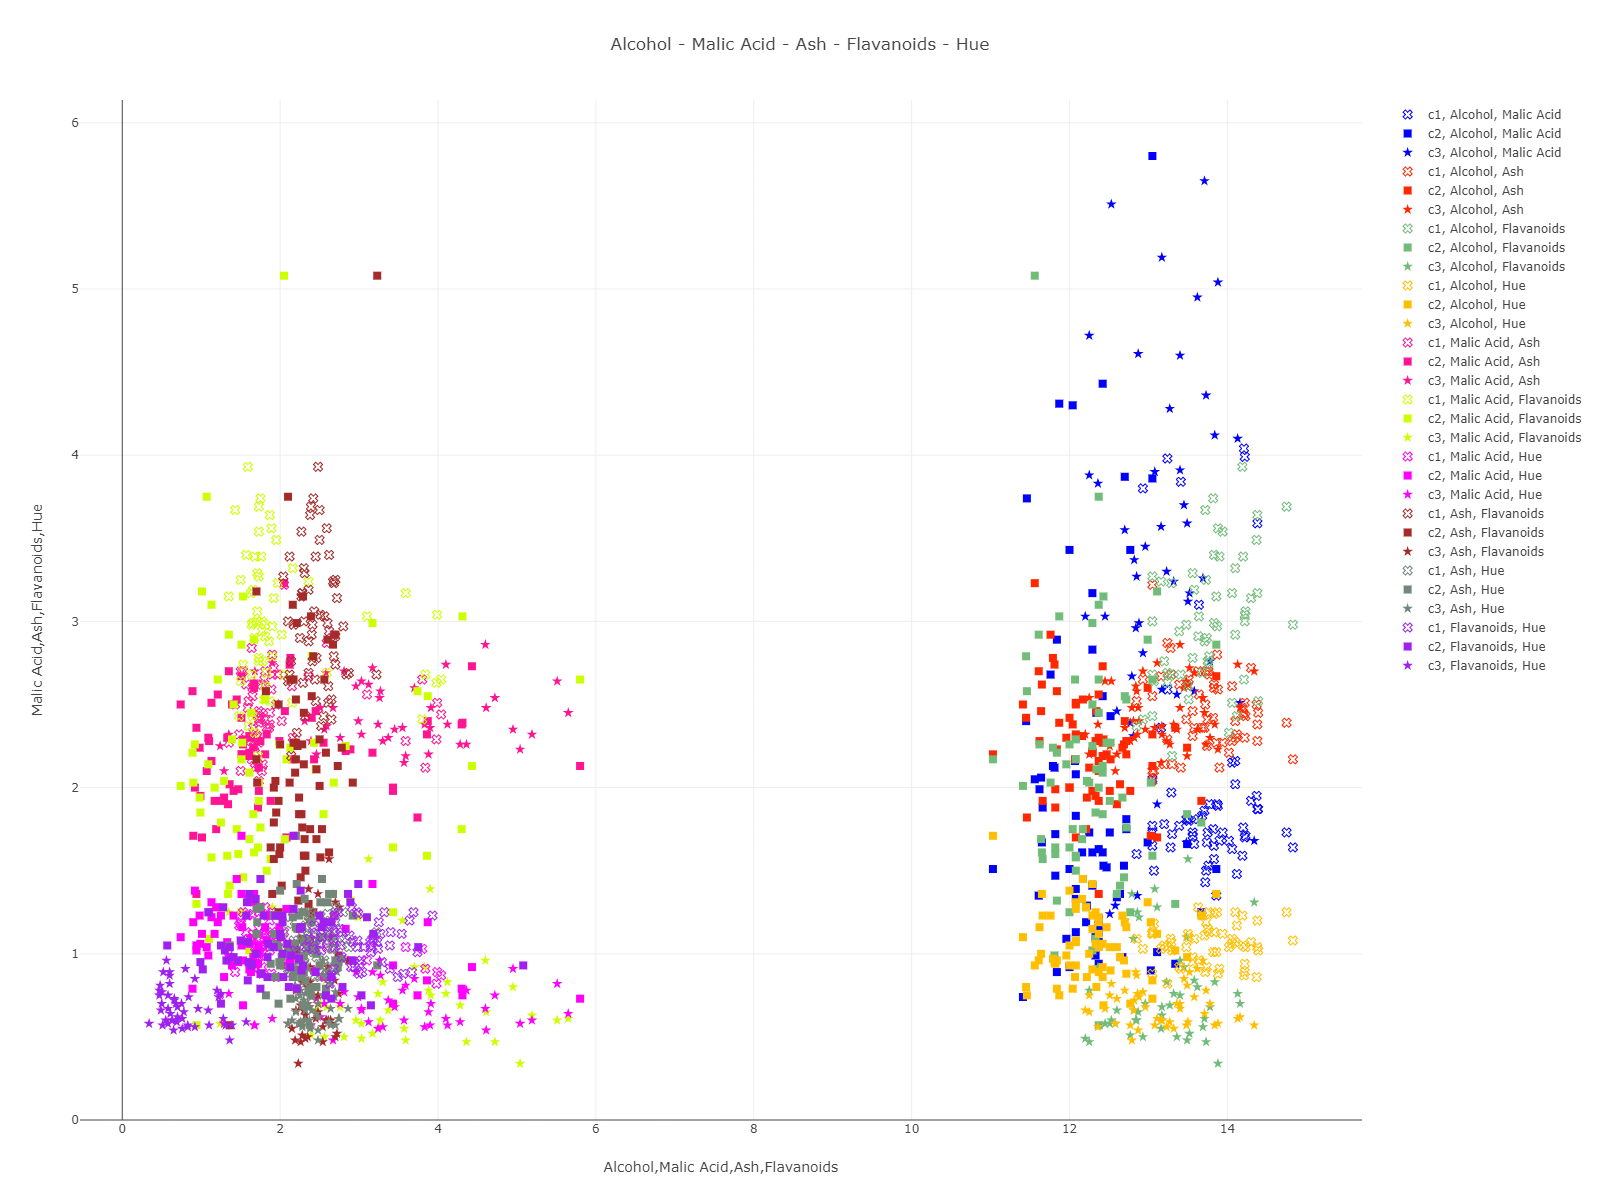 Alcohol - Malic Acid - Ash - Flavanoids - Hue
6
5
4
3
2
1
0
0 2 4 6 8 10 12 14
Malic Acid,Ash,Flavanoids,Hue
Alcohol,Malic Acid,Ash,Flavanoids
c1, Alcohol, Malic Acid
c2, Alcohol, Malic Acid
c3, Alcohol, Malic Acid
c1, Alcohol, Ash
c2, Alcohol, Ash
c3, Alcohol, Ash
c1, Alcohol, Flavanoids
c2, Alcohol, Flavanoids
c3, Alcohol, Flavanoids
c1, Alcohol, Hue
c2, Alcohol, Hue
c3, Alcohol, Hue
c1, Malic Acid, Ash
c2, Malic Acid, Ash
c3, Malic Acid, Ash
c1, Malic Acid, Flavanoids
c2, Malic Acid, Flavanoids
c3, Malic Acid, Flavanoids
c1, Malic Acid, Hue
c2, Malic Acid, Hue
c3, Malic Acid, Hue
c1, Ash, Flavanoids
c2, Ash, Flavanoids
c3, Ash, Flavanoids
c1, Ash, Hue
c2, Ash, Hue
c3, Ash, Hue
c1, Flavanoids, Hue
c2, Flavanoids, Hue
c3, Flavanoids, Hue